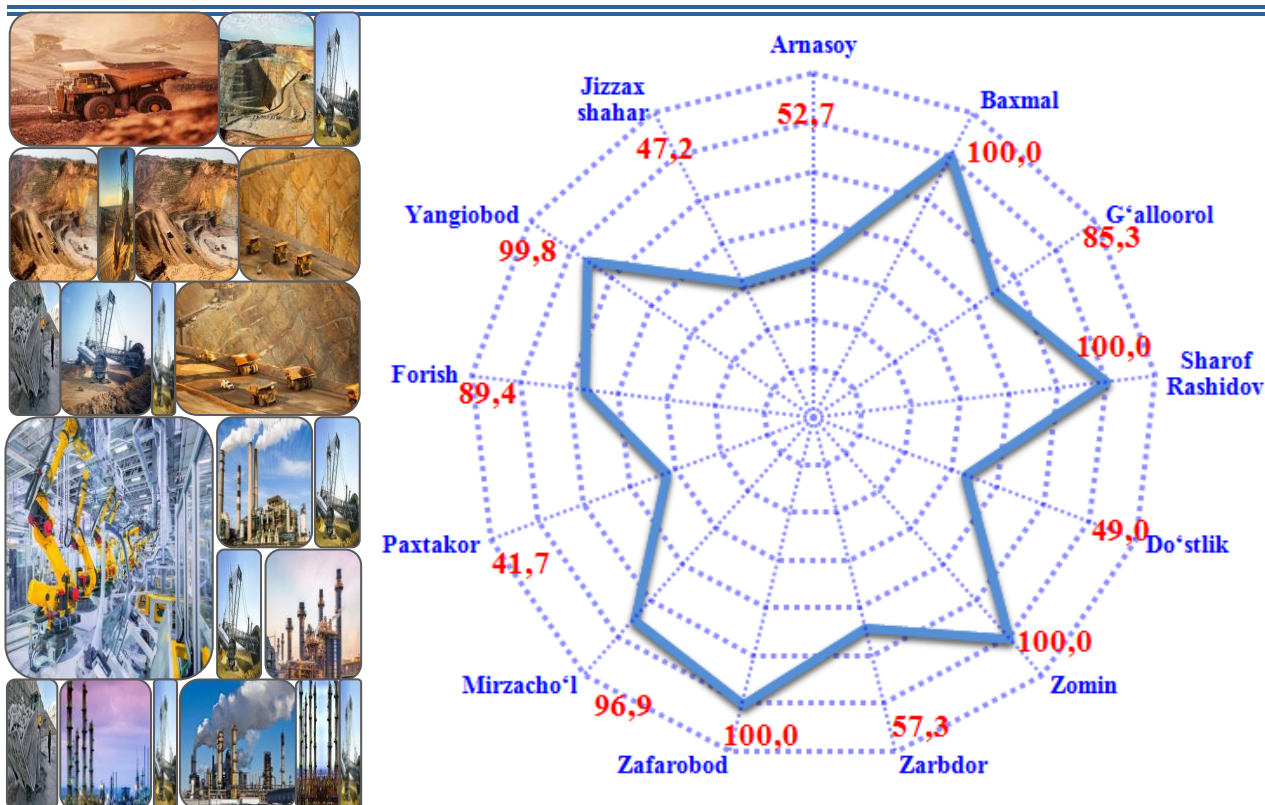 Arnasoy
52,7
Baxmal
100,0
G‘alloorol
85,3
Sharof
Rashidov
100,0
Do‘stlik
49,0
Zomin
100,0
Zarbdor
57,3
Zafarobod
100,0
Mirzacho‘l
96,9
Paxtakor
41,7
Forish
89,4
Yangiobod
99,8
Jizzax
shahar
47,2